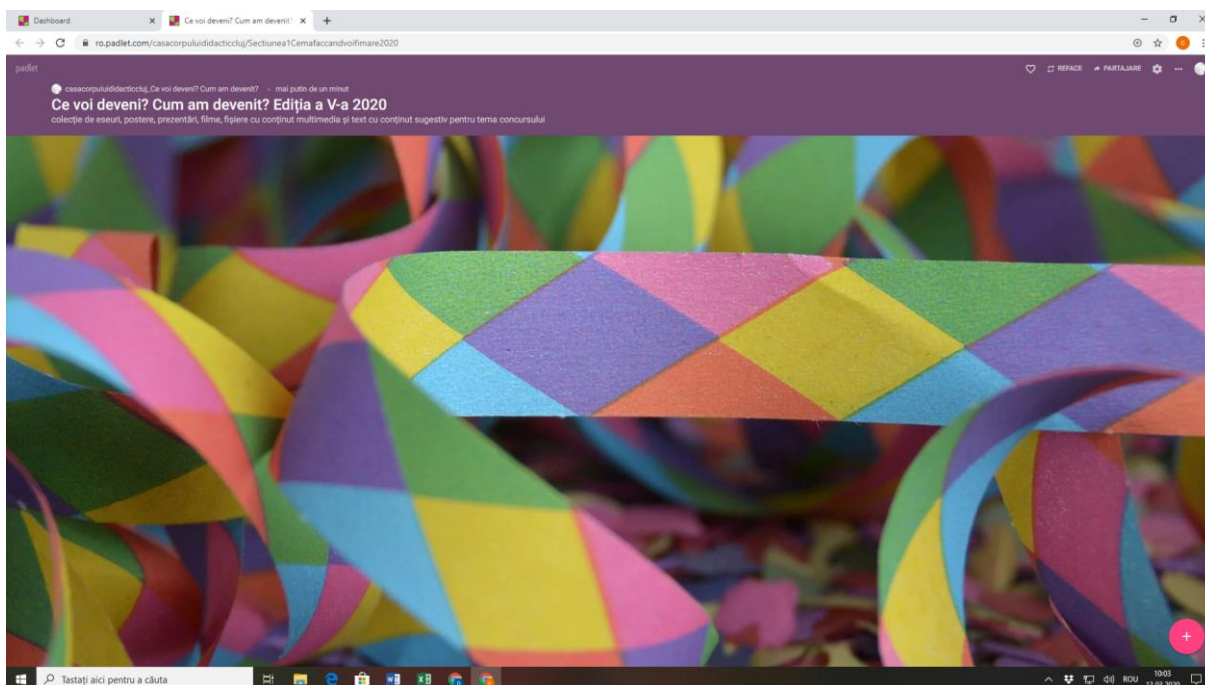 Dashboard
Ce voi deveni? Cum am devenit?
ro.padlet.com/casacorpuluididacticcluj/Sectiunea1Cemafaccandvoifimare2020
padlet
REFACE
PARTAJARE
casacorpuluididacticcluj_Ce voi deveni? Cum am devenit? mai putin de un minut
Ce voi deveni? Cum am devenit? Ediția a V-a 2020
colecție de eseuri, postere, prezentări, filme, fișiere cu conținut multimedia și text cu conținut sugestiv pentru tema concursului
Tastați aici pentru a căuta
ROU
10:03